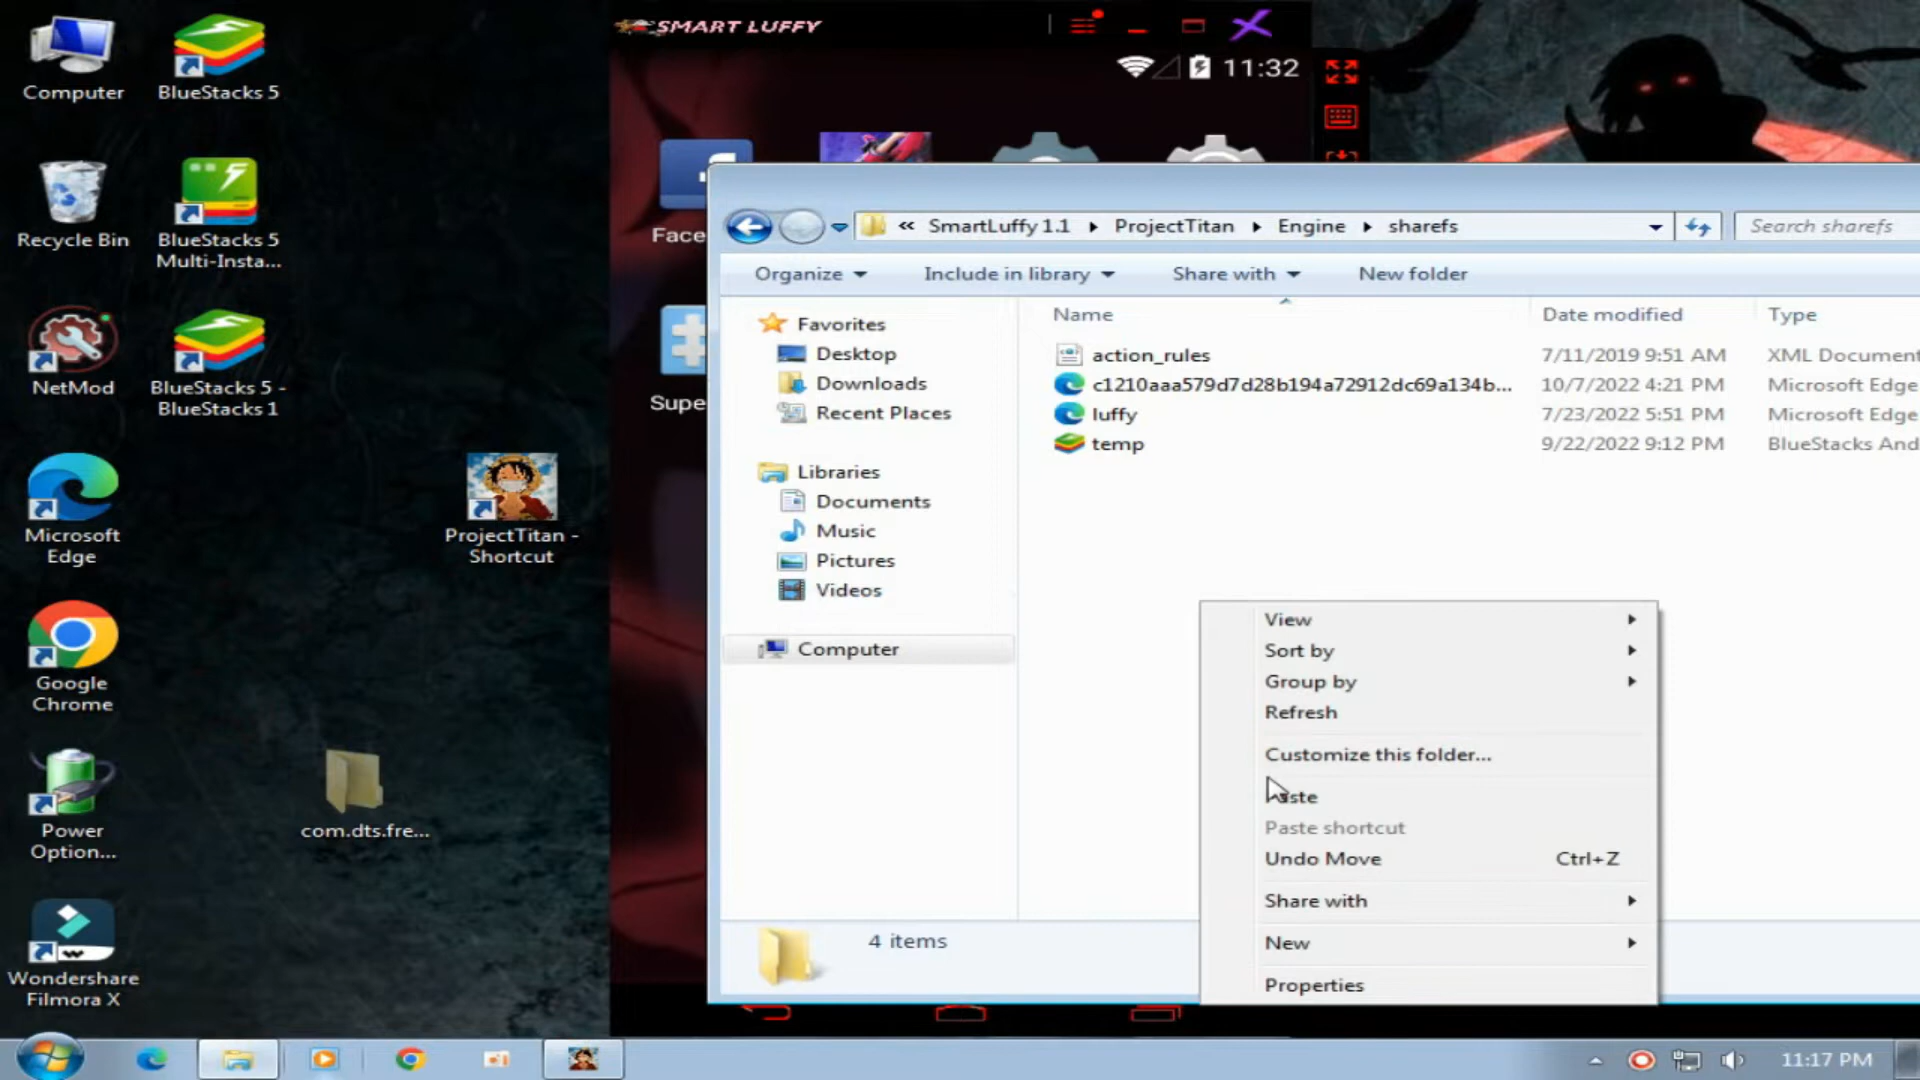 Computer
BlueStacks 5
Recycle Bin
BlueStacks 5
Multi-Insta...
NetMod
BlueStacks 5 -
BlueStacks 1
Microsoft
Edge
ProjectTitan -
Shortcut
Google
Chrome
Power
Option...
com.dts.fre...
Wondershare
Filmora X
SMART LUFFY
11:32
Face
Supe
« SmartLuffy 1.1 ProjectTitan Engine sharefs
Search sharefs
Organize Include in library Share with New folder
Favorites
Desktop
Downloads
Recent Places
Libraries
Documents
Music
Pictures
Videos
Computer
Name Date modified Type
action_rules 7/11/2019 9:51 AM XML Document
c1210aaa579d7d28b194a72912dc69a134b... 10/7/2022 4:21 PM Microsoft Edge
luffy 7/23/2022 5:51 PM Microsoft Edge
temp 9/22/2022 9:12 PM BlueStacks And
View
Sort by
Group by
Refresh
Customize this folder...
Paste shortcut
Undo Move Ctrl+Z
Share with
New
Properties
4 items
11:17 PM